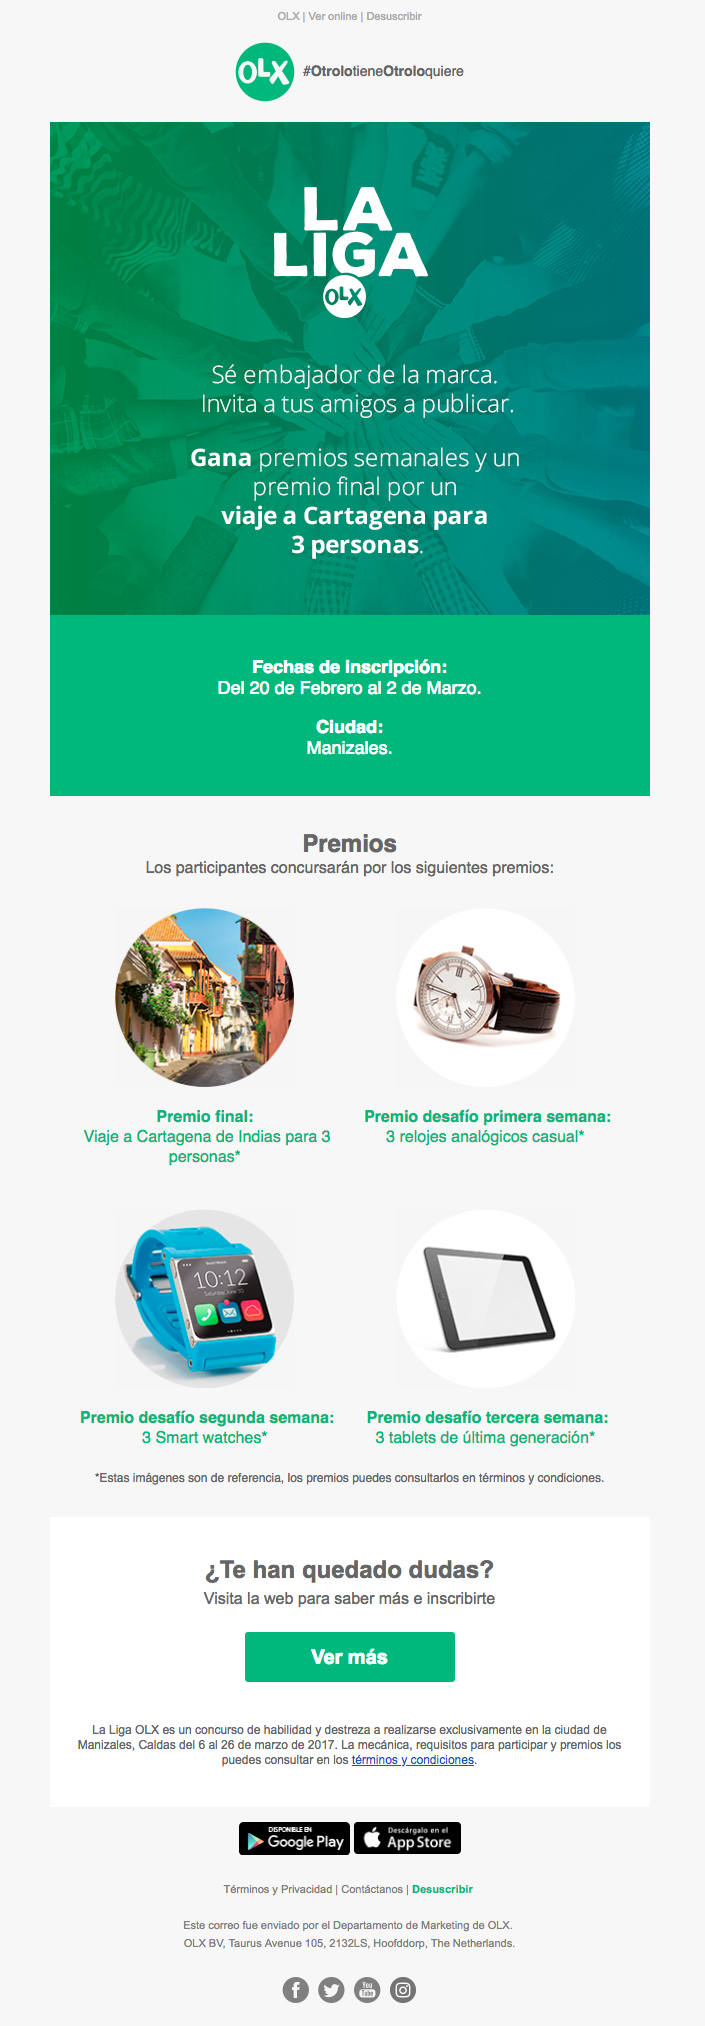 OLX | Ver online | Desuscribir
OLX #OtrolotieneOtroloquiere
LA
LIGA
OLX
Sé embajador de la marca.
Invita a tus amigos a publicar.
Gana premios semanales y un
premio final por un
viaje a Cartagena para
3 personas.
Fechas de inscripción:
Del 20 de Febrero al 2 de Marzo.
Ciudad:
Manizales.
Premios
Los participantes concursarán por los siguientes premios:
Premio final:
Viaje a Cartagena de Indias para 3
personas*
Premio desafío primera semana:
3 relojes analógicos casual*
10:12
Premio desafío segunda semana:
3 Smart watches*
Premio desafío tercera semana:
3 tablets de última generación*
*Estas imágenes son de referencia, los premios puedes consultarlos en términos y condiciones.
¿Te han quedado dudas?
Visita la web para saber más e inscribirte
Ver más
La Liga OLX es un concurso de habilidad y destreza a realizarse exclusivamente en la ciudad de
Manizales, Caldas del 6 al 26 de marzo de 2017. La mecánica, requisitos para participar y premios los
puedes consultar en los términos y condiciones.
DISPONIBLE EN
Google Play
Descárgalo en el
App Store
Términos y Privacidad | Contáctanos | Desuscribir
Este correo fue enviado por el Departamento de Marketing de OLX.
OLX BV, Taurus Avenue 105, 2132LS, Hoofddorp, The Netherlands.
You
Tube